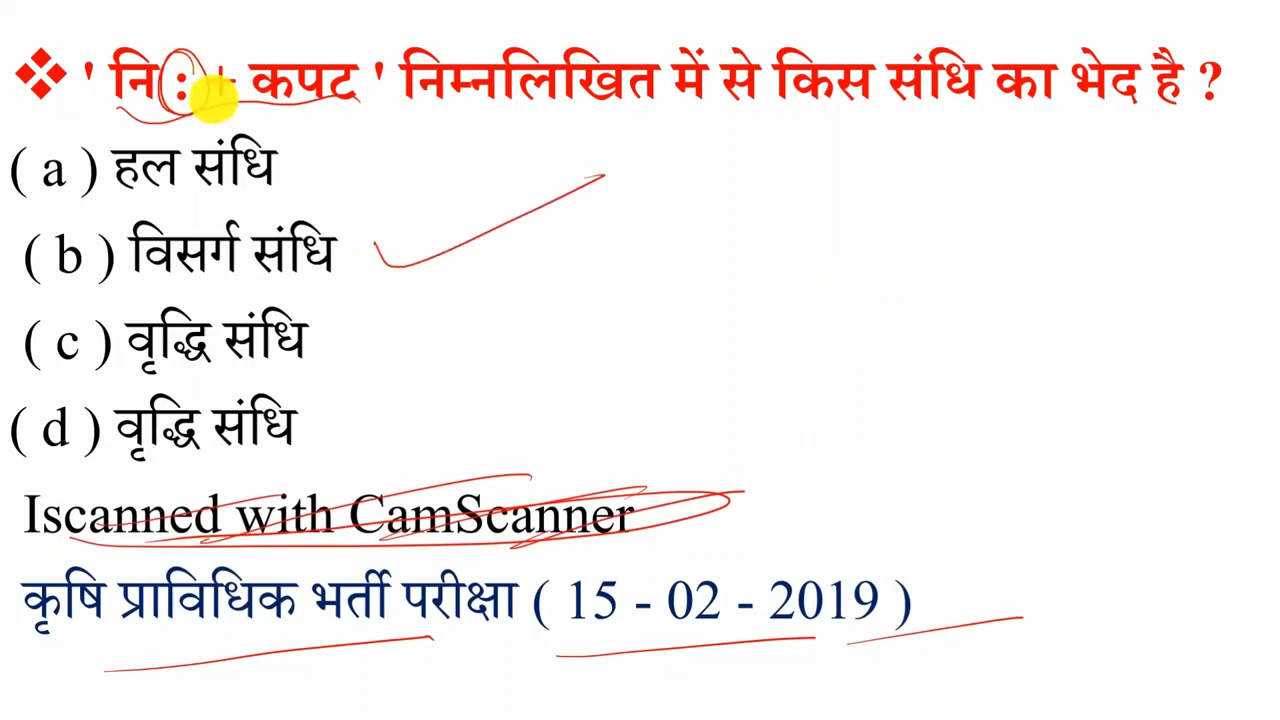 ❖ ' नि : + कपट ' निम्नलिखित में से किस संधि का भेद है ?
( a ) हल संधि
( b ) विसर्ग संधि
( c ) वृद्धि संधि
( d ) वृद्धि संधि
Iscanned with CamScanner
कृषि प्राविधिक भर्ती परीक्षा ( 15 - 02 - 2019 )